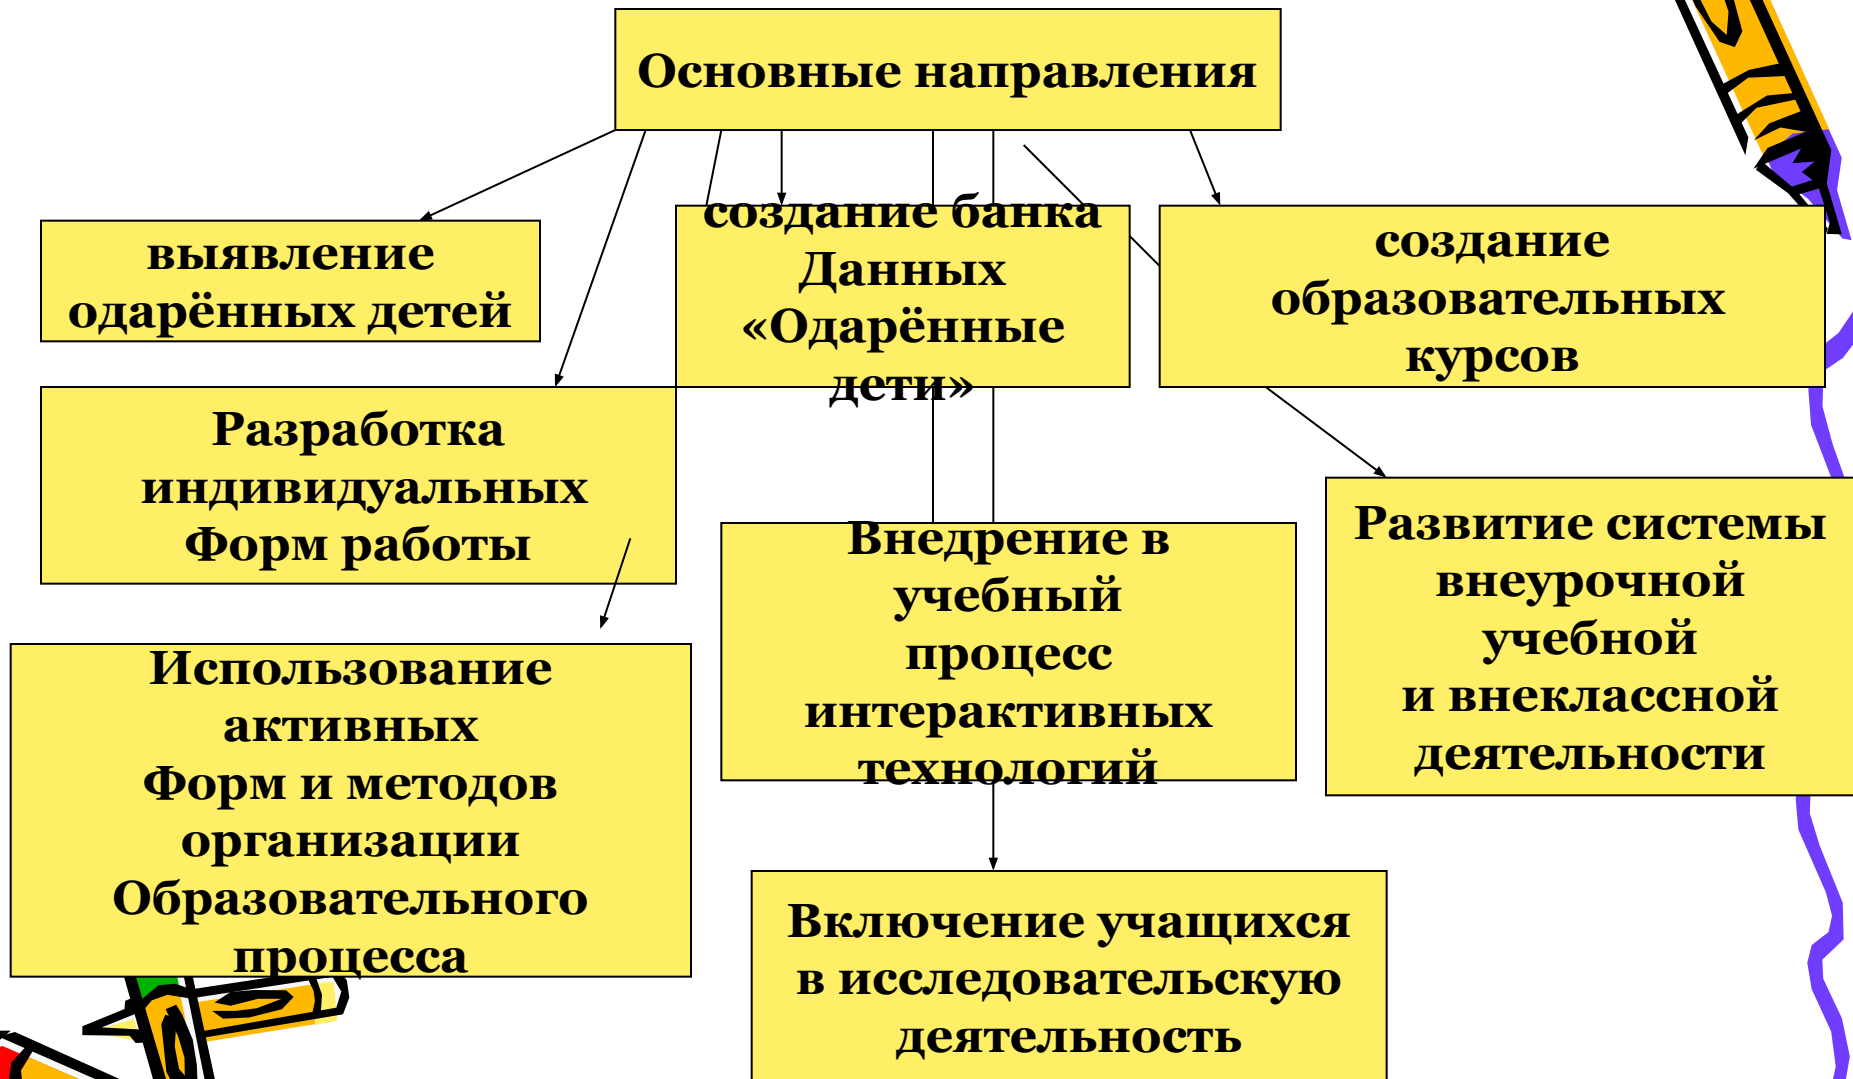 Основные направления
выявление
одарённых детей
создание банка
Данных
«Одарённые
дети»
создание
образовательных
курсов
Разработка
индивидуальных
Форм работы
Внедрение в
учебный
процесс
интерактивных
технологий
Развитие системы
внеурочной
учебной
и внеклассной
деятельности
Использование
активных
Форм и методов
организации
Образовательного
процесса
Включение учащихся
в исследовательскую
деятельность